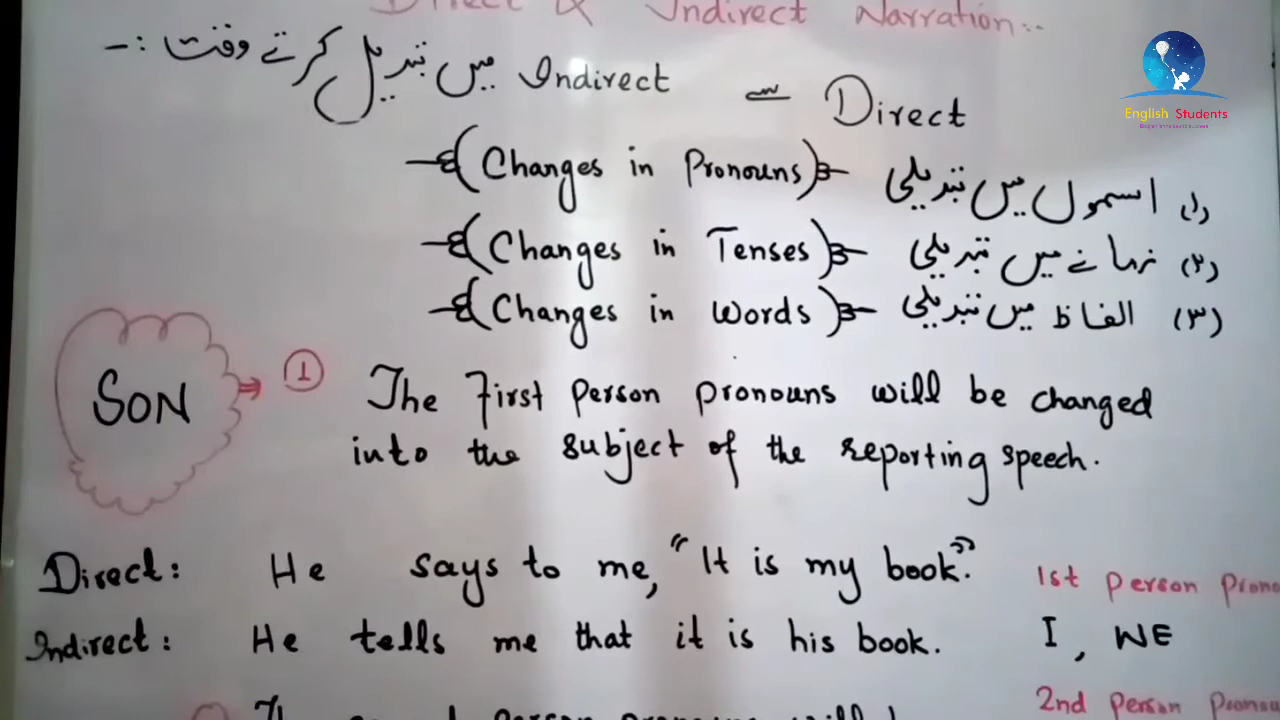 Direct & Indirect Narration:-
Direct سے Indirect میں تبدیل کرتے وقت :-
(۱) اسموں میں تبدیلی (Changes in Pronouns)
(۲) زمانے میں تبدیلی (Changes in Tenses)
(۳) الفاظ میں تبدیلی (Changes in Words)
SON ⇒ ① The First person pronouns will be changed
into the subject of the reporting speech.
Direct: He says to me, "It is my book."
Indirect: He tells me that it is his book.
1st person
I, WE
2nd person
person
English Students